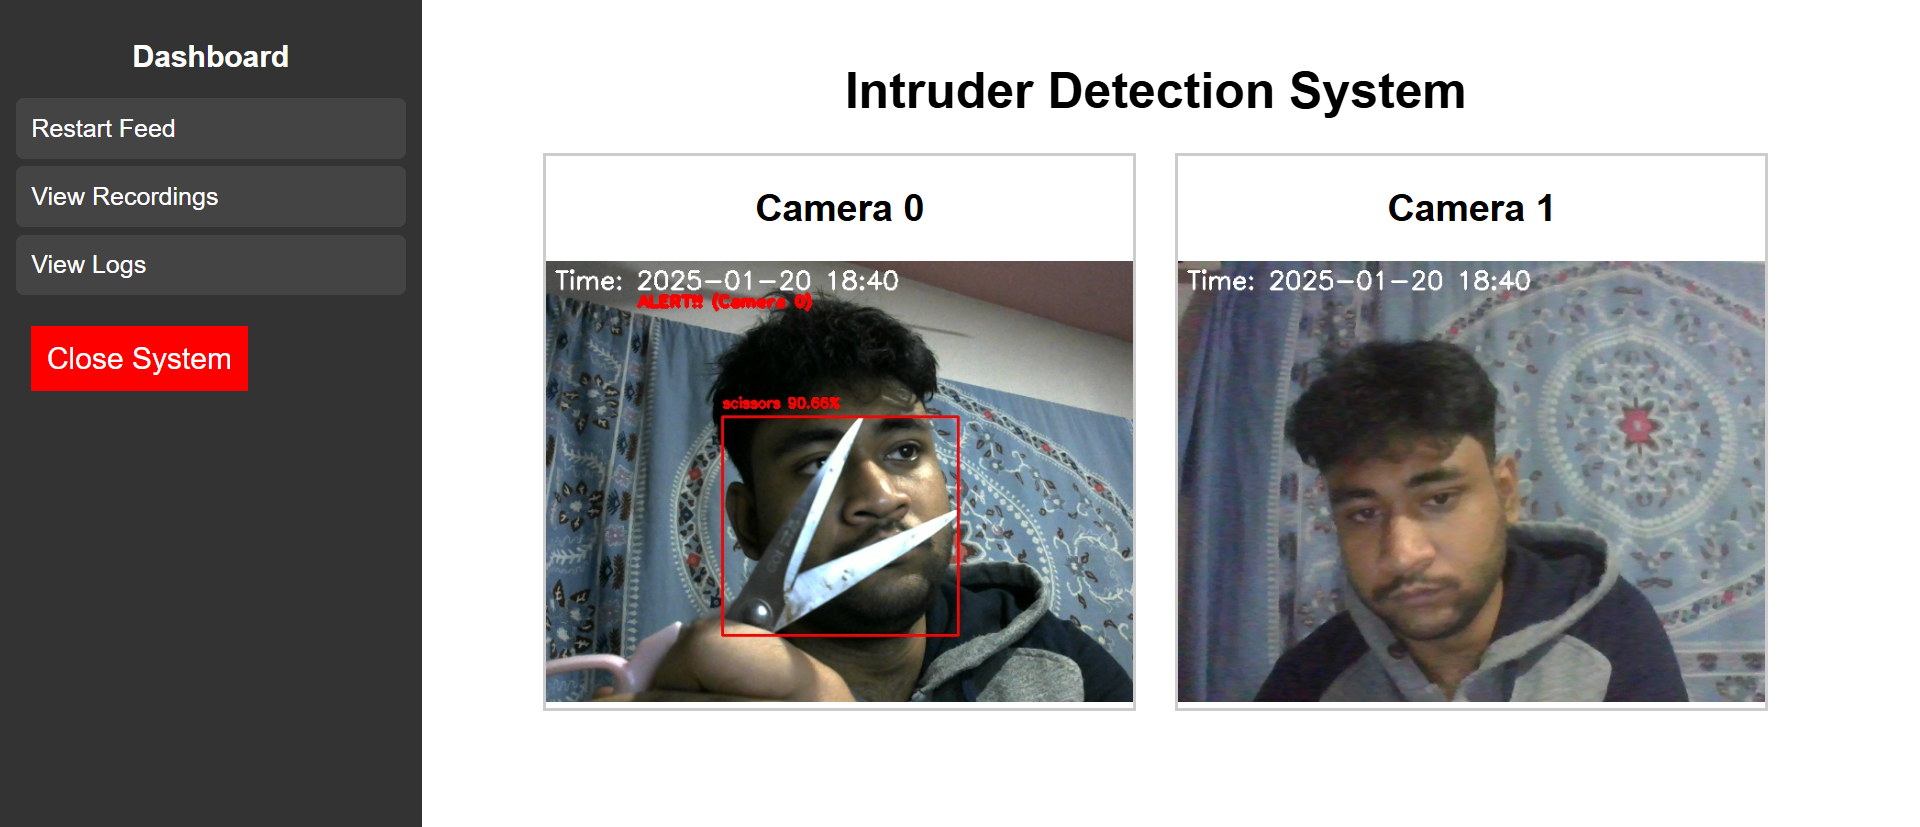 Dashboard
Restart Feed
View Recordings
View Logs
Close System
Intruder Detection System
Camera 0
Time: 2025-01-20 18:40
ALERT!! (Camera 0)
scissors 90.66%
Camera 1
Time: 2025-01-20 18:40